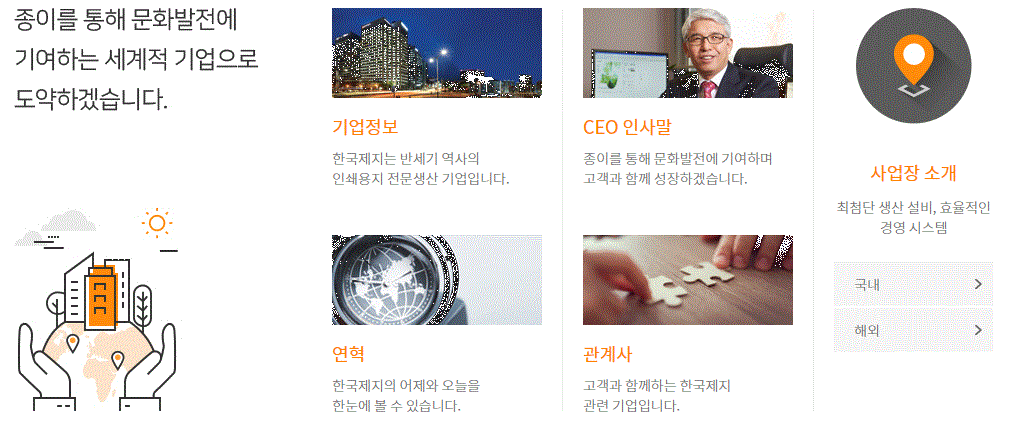 종이를 통해 문화발전에
기여하는 세계적 기업으로
도약하겠습니다.
기업정보
한국제지는 반세기 역사의
인쇄용지 전문생산 기업입니다.
CEO 인사말
종이를 통해 문화발전에 기여하며
고객과 함께 성장하겠습니다.
연혁
한국제지의 어제와 오늘을
한눈에 볼 수 있습니다.
관계사
고객과 함께하는 한국제지
관련 기업입니다.
사업장 소개
최첨단 생산 설비, 효율적인
경영 시스템
국내
해외